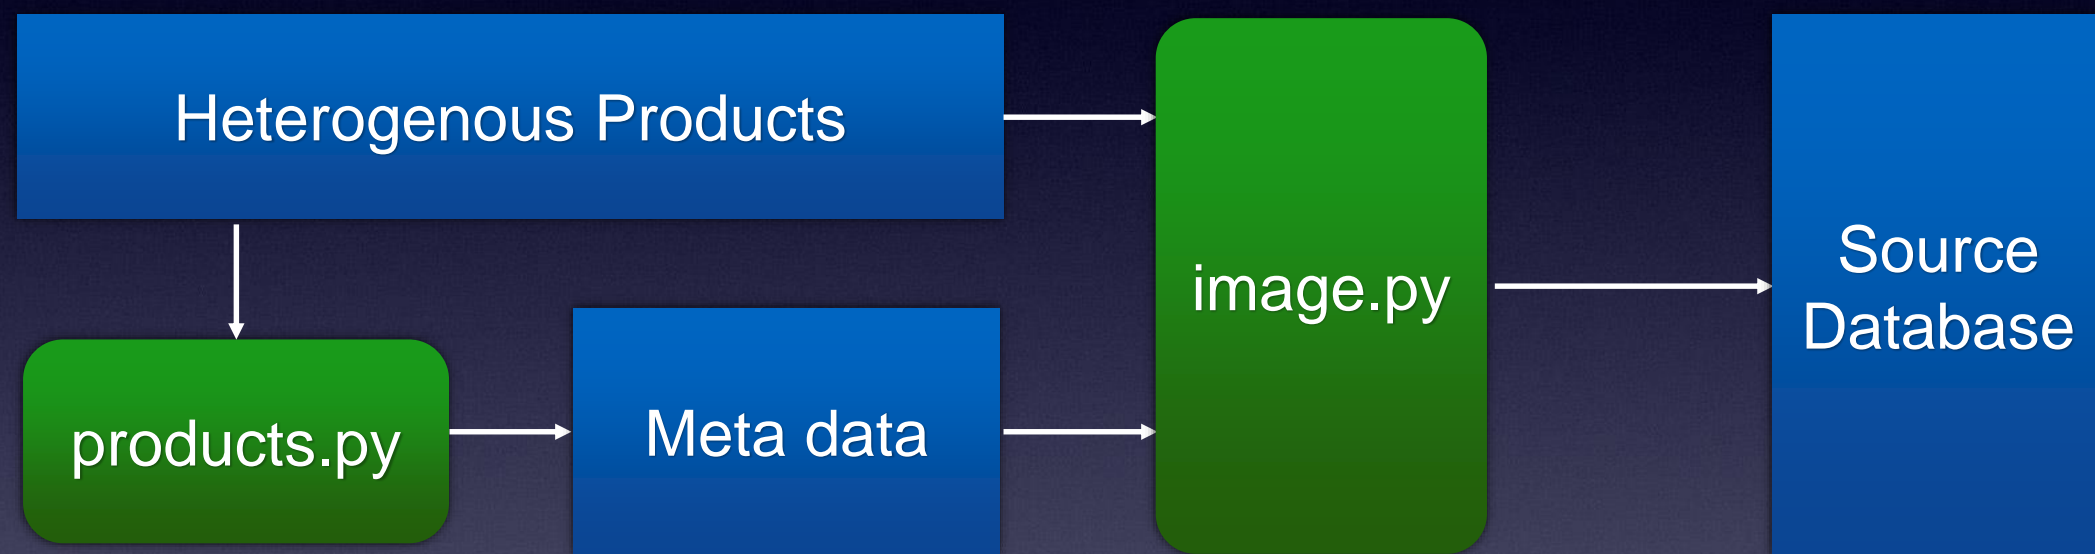 Heterogenous Products
image.py
Source
Database
products.py
Meta data